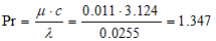 Pr = μ · c / λ = 0.011 · 3.124 / 0.0255 = 1.347